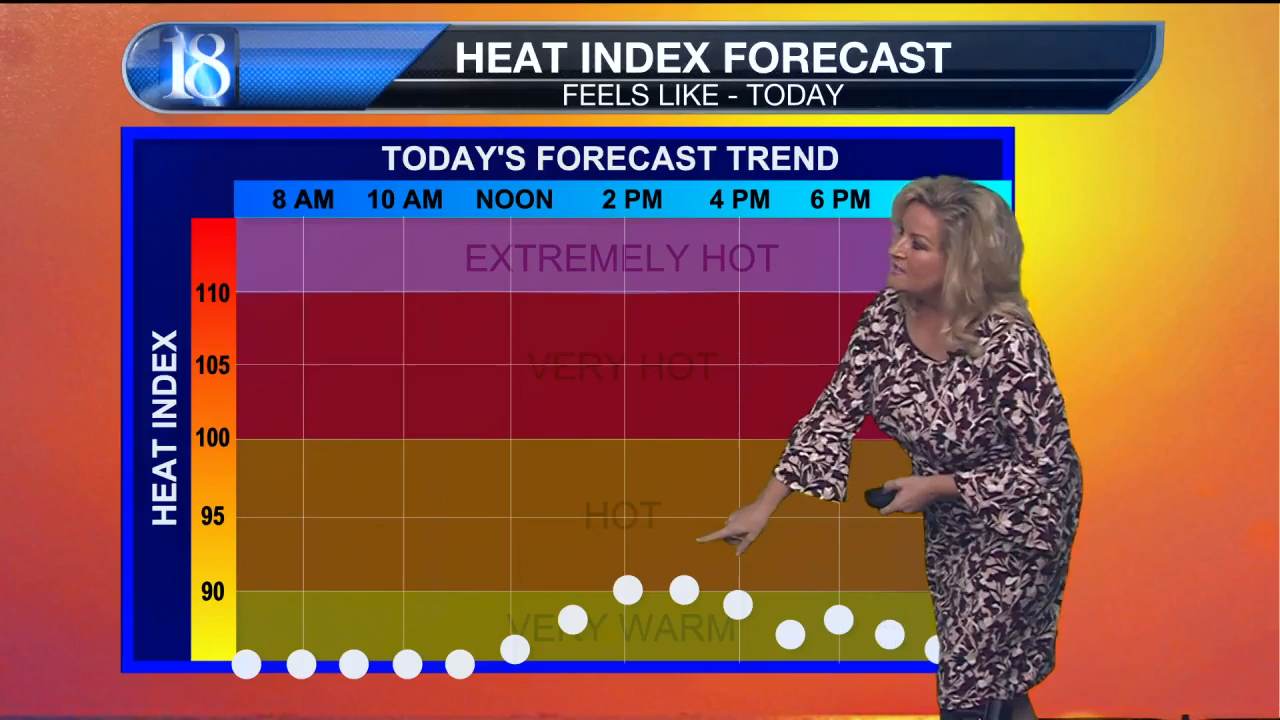 18
HEAT INDEX FORECAST
FEELS LIKE - TODAY
TODAY'S FORECAST TREND
8 AM 10 AM NOON 2 PM 4 PM 6 PM
EXTREMELY HOT
110
VERY HOT
105
100
HOT
95
90
VERY WARM
HEAT INDEX